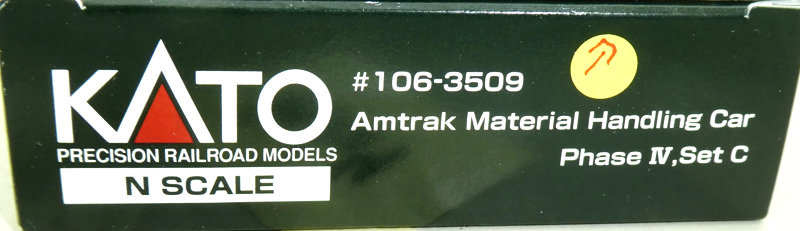 KATO
PRECISION RAILROAD MODELS
N SCALE
#106-3509
Amtrak Material Handling Car
Phase Ⅳ,Set C